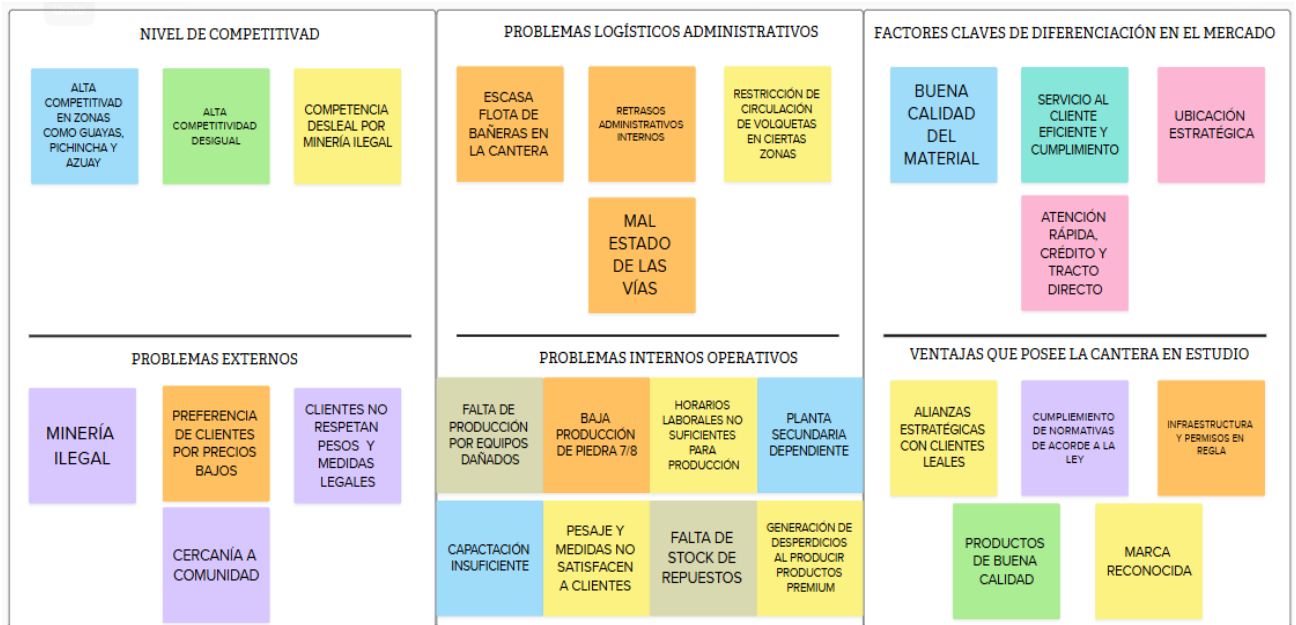 NIVEL DE COMPETITIVAD
ALTA
COMPETITIVAD
EN ZONAS
COMO GUAYAS,
PICHINCHA Y
AZUAY
ALTA
COMPETITIVIDAD
DESIGUAL
COMPETENCIA
DESLEAL POR
MINERÍA ILEGAL
PROBLEMAS LOGÍSTICOS ADMINISTRATIVOS
ESCASA
FLOTA DE
BAÑERAS EN
LA CANTERA
RETRASOS
ADMINISTRATIVOS
INTERNOS
RESTRICCIÓN DE
CIRCULACIÓN
DE VOLQUETAS
EN CIERTAS
ZONAS
MAL
ESTADO
DE LAS
VÍAS
FACTORES CLAVES DE DIFERENCIACIÓN EN EL MERCADO
BUENA
CALIDAD
DEL
MATERIAL
SERVICIO AL
CLIENTE
EFICIENTE Y
CUMPLIMIENTO
UBICACIÓN
ESTRATÉGICA
ATENCIÓN
RÁPIDA,
CRÉDITO Y
TRACTO
DIRECTO
PROBLEMAS EXTERNOS
MINERÍA
ILEGAL
PREFERENCIA
DE CLIENTES
POR PRECIOS
BAJOS
CLIENTES NO
RESPETAN
PESOS Y
MEDIDAS
LEGALES
CERCANÍA A
COMUNIDAD
PROBLEMAS INTERNOS OPERATIVOS
FALTA DE
PRODUCCIÓN
POR EQUIPOS
DAÑADOS
BAJA
PRODUCCIÓN
DE PIEDRA 7/8
HORARIOS
LABORALES NO
SUFICIENTES
PARA
PRODUCCIÓN
PLANTA
SECUNDARIA
DEPENDIENTE
CAPACTACIÓN
INSUFICIENTE
PESAJE Y
MEDIDAS NO
SATISFACEN
A CLIENTES
FALTA DE
STOCK DE
REPUESTOS
GENERACIÓN DE
DESPERDICIOS
AL PRODUCIR
PRODUCTOS
PREMIUM
VENTAJAS QUE POSEE LA CANTERA EN ESTUDIO
ALIANZAS
ESTRATÉGICAS
CON CLIENTES
LEALES
CUMPLIEMIENTO
DE NORMATIVAS
DE ACORDE A LA
LEY
INFRAESTRUCTURA
Y PERMISOS EN
REGLA
PRODUCTOS
DE BUENA
CALIDAD
MARCA
RECONOCIDA